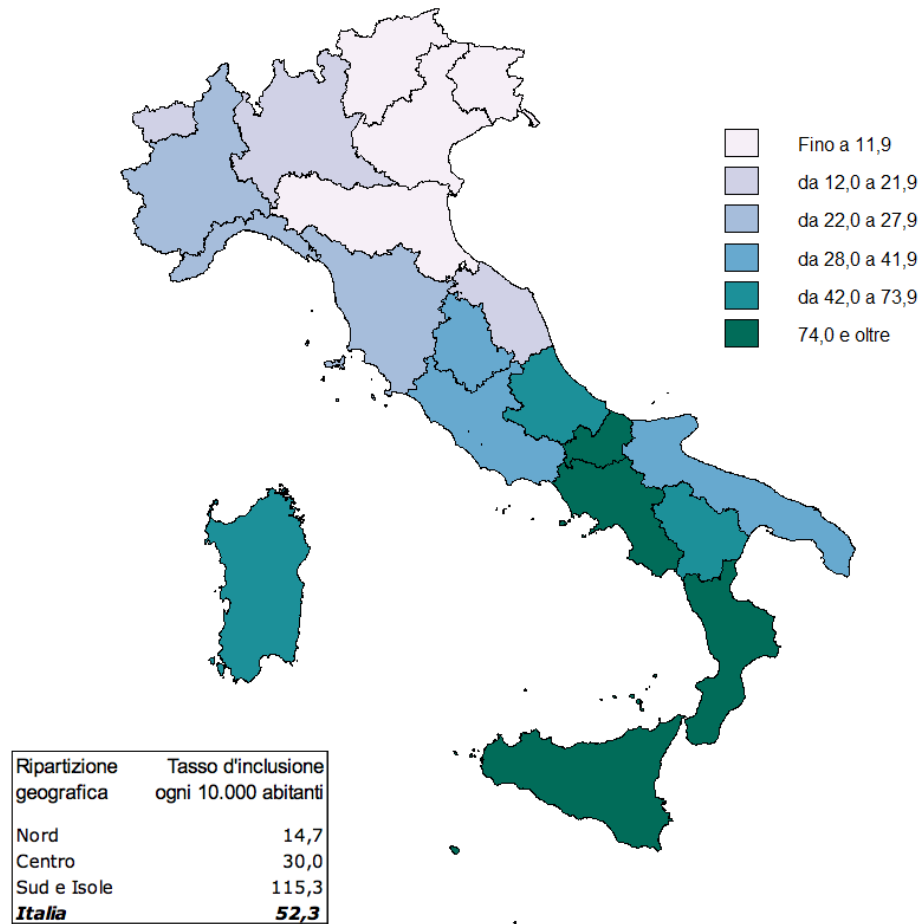 Fino a 11,9
da 12,0 a 21,9
da 22,0 a 27,9
da 28,0 a 41,9
da 42,0 a 73,9
74,0 e oltre
Ripartizione Tasso d'inclusione
geografica ogni 10.000 abitanti
Nord 14,7
Centro 30,0
Sud e Isole 115,3
Italia 52,3